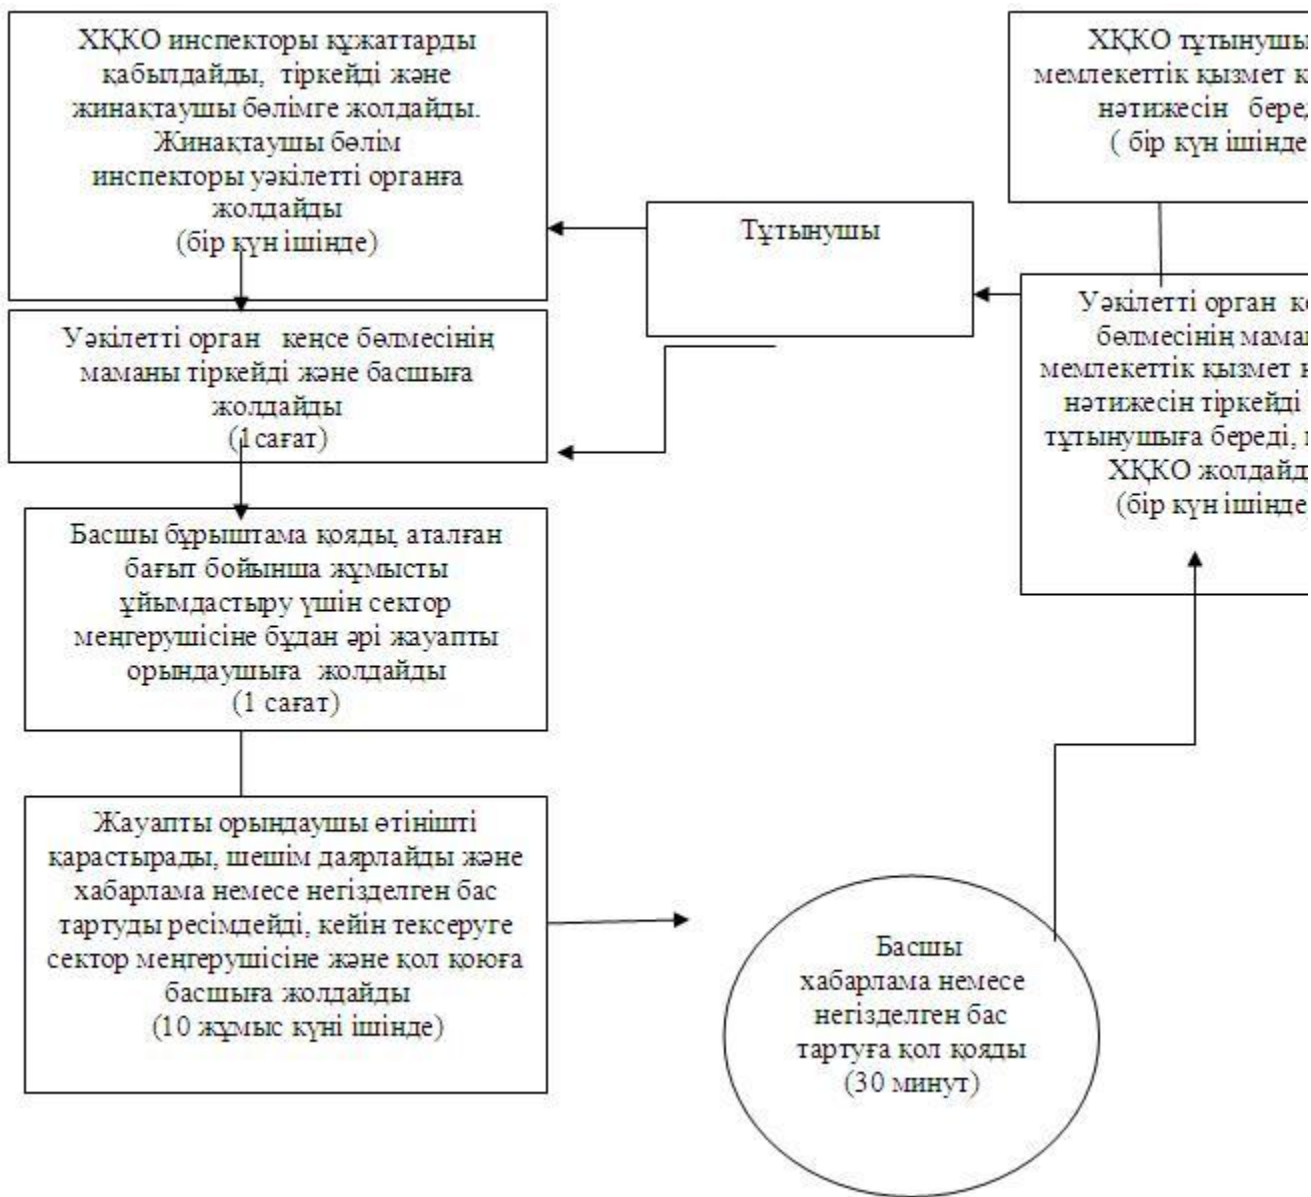 ХҚКО инспекторы құжаттарды
қабылдайды, тіркейді және
жинақтаушы бөлімге жолдайды.
Жинақтаушы бөлім
инспекторы уәкілетті органға
жолдайды
(бір күн ішінде)
Уәкілетті орган кеңсе бөлмесінің
маманы тіркейді және басшыға
жолдайды
(1сағат)
Басшы бұрыштама қояды, аталған
бағыт бойынша жұмысты
ұйымдастыру үшін сектор
меңгерушісіне бұдан әрі жауапты
орындаушыға жолдайды
(1 сағат)
Жауапты орындаушы өтінішті
қарастырады, шешім даярлайды және
хабарлама немесе негізделген бас
тартуды ресімдейді, кейін тексеруге
сектор меңгерушісіне және қол қоюға
басшыға жолдайды
(10 жұмыс күні ішінде)
Тұтынушы
Басшы
хабарлама немесе
негізделген бас
тартуға қол қояды
(30 минут)
ХҚКО тұтынушы
мемлекеттік қызмет
нәтижесін
( бір күн ішінде
Уәкілетті орган
бөлмесінің
мемлекеттік қызмет
нәтижесін тіркейді
тұтынушыға береді,
ХҚКО
(бір күн ішінде